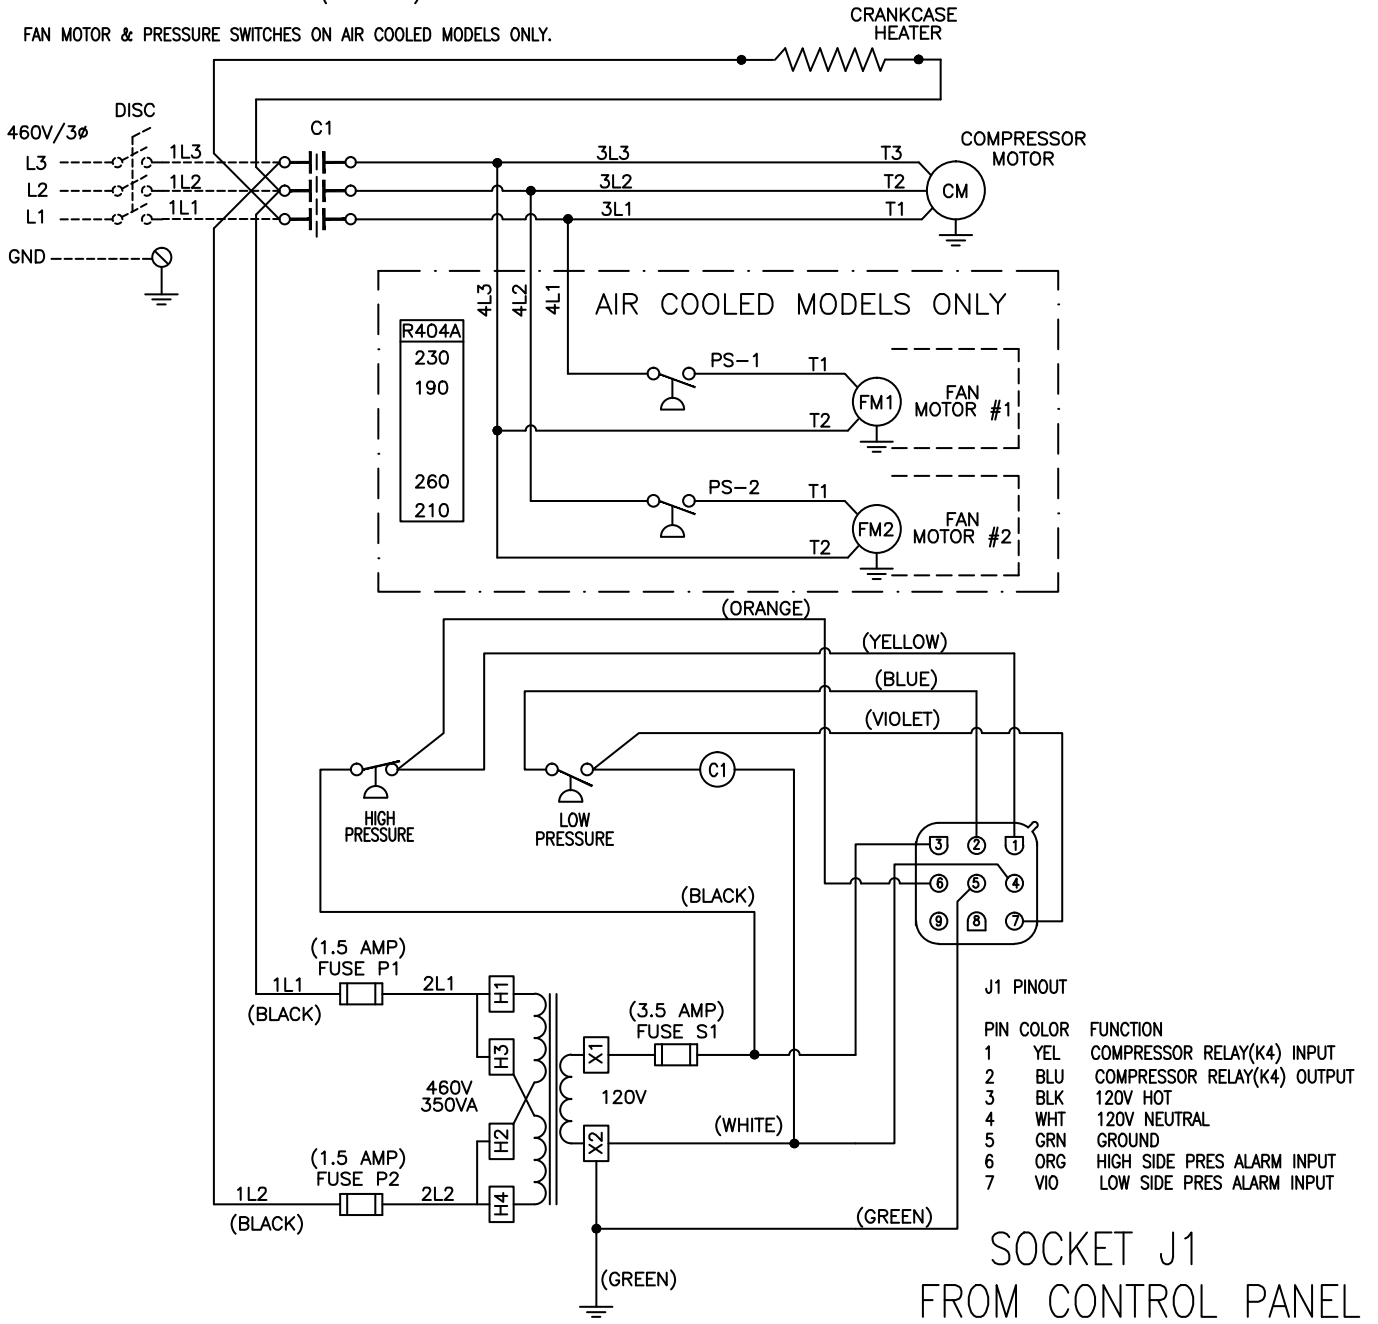 FAN MOTOR & PRESSURE SWITCHES ON AIR COOLED MODELS ONLY.
CRANKCASE
HEATER
DISC
460V/3ø
C1
L3
1L3
3L3
T3
COMPRESSOR
MOTOR
L2
1L2
3L2
T2
CM
L1
1L1
3L1
T1
GND
4L3
4L2
4L1
AIR COOLED MODELS ONLY
R404A
230
190
260
210
PS-1
T1
FM1
T2
FAN
MOTOR #1
PS-2
T1
FM2
T2
FAN
MOTOR #2
(ORANGE)
(YELLOW)
(BLUE)
(VIOLET)
C1
HIGH
PRESSURE
LOW
PRESSURE
3 2 1
6 5 4
9 8 7
(BLACK)
(1.5 AMP)
FUSE P1
1L1
2L1
(BLACK)
H1
H3
460V
350VA
H2
H4
X1
X2
120V
(3.5 AMP)
FUSE S1
(WHITE)
(1.5 AMP)
FUSE P2
1L2
2L2
(BLACK)
(GREEN)
(GREEN)
J1 PINOUT
PIN COLOR FUNCTION
1 YEL COMPRESSOR RELAY(K4) INPUT
2 BLU COMPRESSOR RELAY(K4) OUTPUT
3 BLK 120V HOT
4 WHT 120V NEUTRAL
5 GRN GROUND
6 ORG HIGH SIDE PRES ALARM INPUT
7 VIO LOW SIDE PRES ALARM INPUT
SOCKET J1
FROM CONTROL PANEL